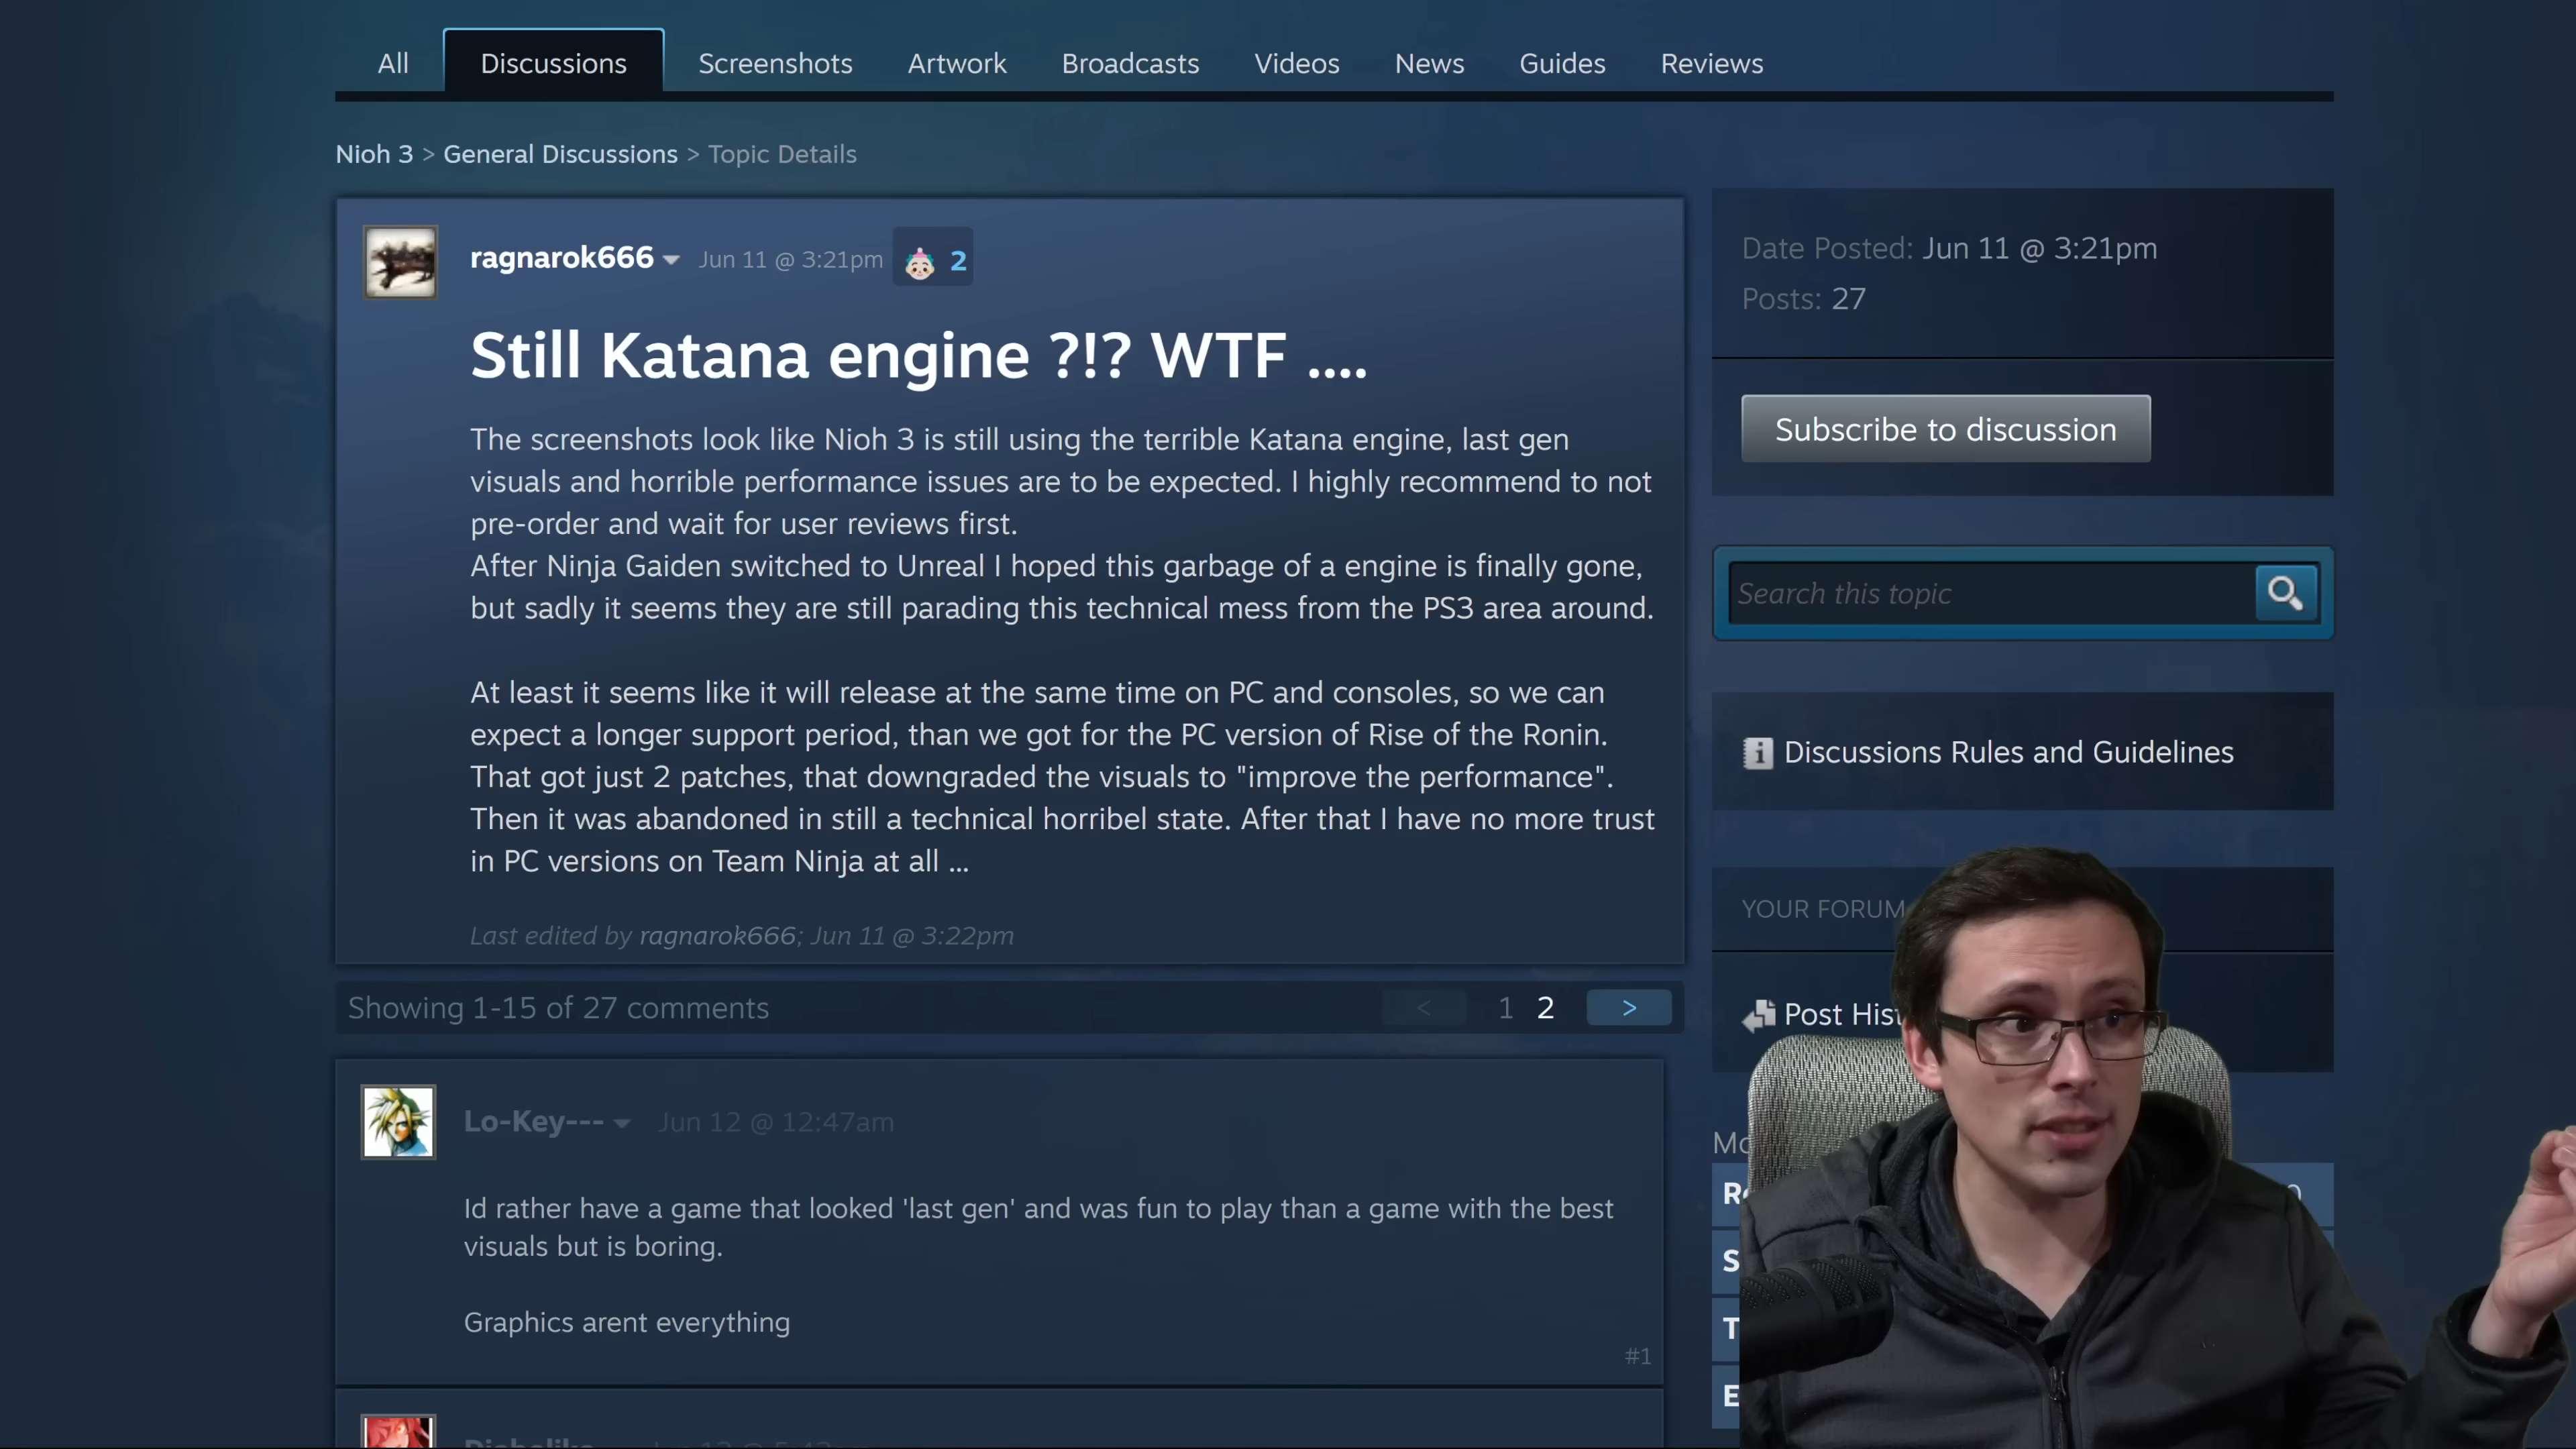 All Discussions Screenshots Artwork Broadcasts Videos News Guides Reviews
Nioh 3 > General Discussions > Topic Details
ragnarok666 Jun 11 @ 3:21pm 2
Still Katana engine ?!? WTF ....
The screenshots look like Nioh 3 is still using the terrible Katana engine, last gen
visuals and horrible performance issues are to be expected. I highly recommend to not
pre-order and wait for user reviews first.
After Ninja Gaiden switched to Unreal I hoped this garbage of a engine is finally gone,
but sadly it seems they are still parading this technical mess from the PS3 area around.
At least it seems like it will release at the same time on PC and consoles, so we can
expect a longer support period, than we got for the PC version of Rise of the Ronin.
That got just 2 patches, that downgraded the visuals to "improve the performance".
Then it was abandoned in still a technical horribel state. After that I have no more trust
in PC versions on Team Ninja at all ...
Last edited by ragnarok666; Jun 11 @ 3:22pm
Showing 1-15 of 27 comments
< 1 2 >
Lo-Key--- Jun 12 @ 12:47am
Id rather have a game that looked 'last gen' and was fun to play than a game with the best
visuals but is boring.
Graphics arent everything
#1
Date Posted: Jun 11 @ 3:21pm
Posts: 27
Subscribe to discussion
Search this topic
Discussions Rules and Guidelines
YOUR FORUM
Post Hist